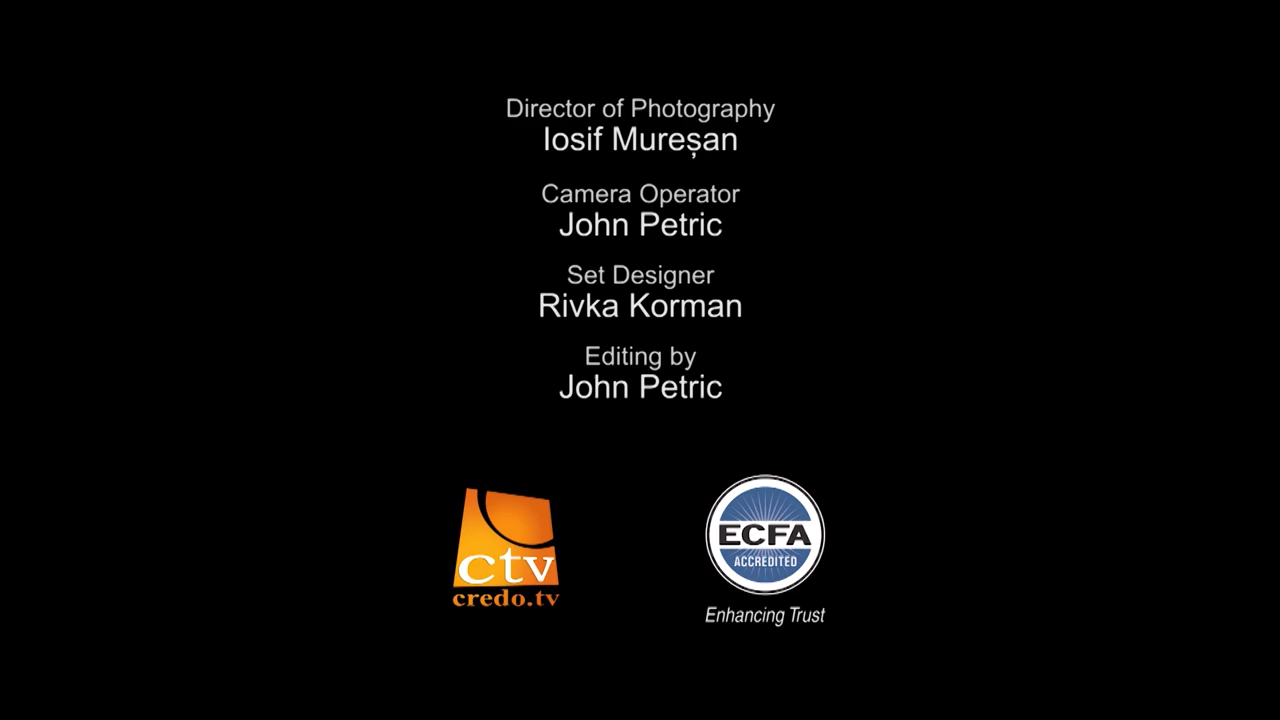 Director of Photography
Iosif Mureșan
Camera Operator
John Petric
Set Designer
Rivka Korman
Editing by
John Petric
ctv
credo.tv
ECFA
ACCREDITED
Enhancing Trust